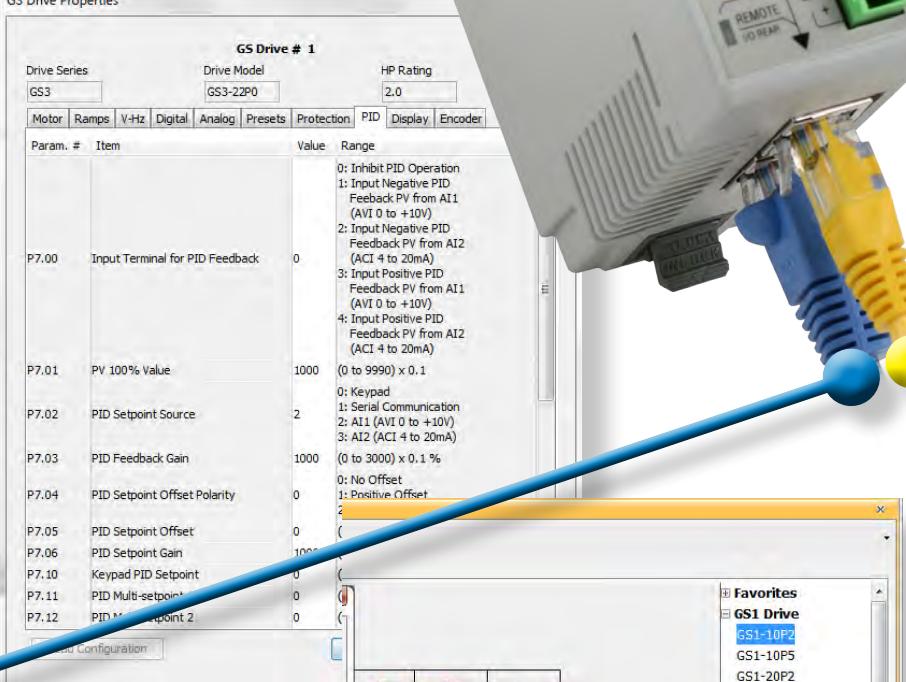 GS Drive Properties
GS Drive # 1
Drive Series Drive Model HP Rating
GS3 GS3-22P0 2.0
Motor Ramps V-Hz Digital Analog Presets Protection PID Display Encoder
Param. # Item Value Range
P7.00 Input Terminal for PID Feedback 0
0: Inhibit PID Operation
1: Input Negative PID
Feeback PV from AI1
(AVI 0 to +10V)
2: Input Negative PID
Feedback PV from AI2
(ACI 4 to 20mA)
3: Input Positive PID
Feedback PV from AI1
(AVI 0 to +10V)
4: Input Positive PID
Feedback PV from AI2
(ACI 4 to 20mA)
P7.01 PV 100% Value 1000 (0 to 9990) x 0.1
P7.02 PID Setpoint Source 2
0: Keypad
1: Serial Communication
2: AI1 (AVI 0 to +10V)
3: AI2 (ACI 4 to 20mA)
P7.03 PID Feedback Gain 1000 (0 to 3000) x 0.1 %
P7.04 PID Setpoint Offset Polarity 0
0: No Offset
1: Positive Offset
2
P7.05 PID Setpoint Offset 0 (
P7.06 PID Setpoint Gain
P7.10 Keypad PID Setpoint 0 (
P7.11 PID Multi-setpoint 0 (
P7.12 PID setpoint 2 0 (
Configuration
REMOTE
I/O REAR
+
Favorites
GS1 Drive
GS1-10P2
GS1-10P5
GS1-20P2